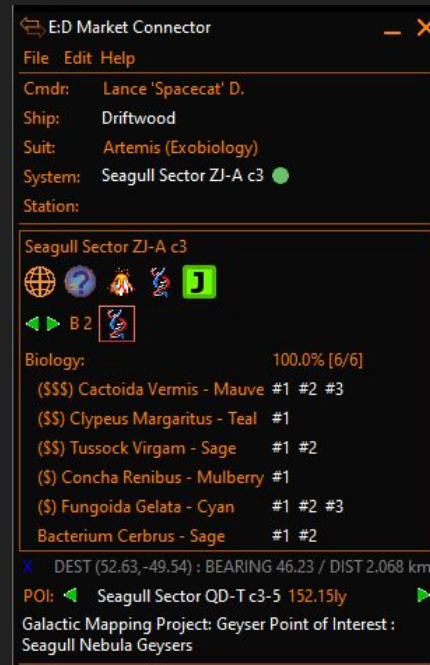 E:D Market Connector
File Edit Help
Cmdr: Lance 'Spacecat' D.
Ship: Driftwood
Suit: Artemis (Exobiology)
System: Seagull Sector ZJ-A c3
Station:
Seagull Sector ZJ-A c3
? J
B 2
Biology: 100.0% [6/6]
($$$) Cactoida Vermis - Mauve #1 #2 #3
($$) Clypeus Margaritus - Teal #1
($$) Tussock Virgam - Sage #1 #2
($) Concha Renibus - Mulberry #1
($) Fungoida Gelata - Cyan #1 #2 #3
Bacterium Cerbrus - Sage #1 #2
X DEST (52.63,-49.54) : BEARING 46.23 / DIST 2.068 km
POI: Seagull Sector QD-T c3-5 152.15ly
Galactic Mapping Project: Geyser Point of Interest :
Seagull Nebula Geysers